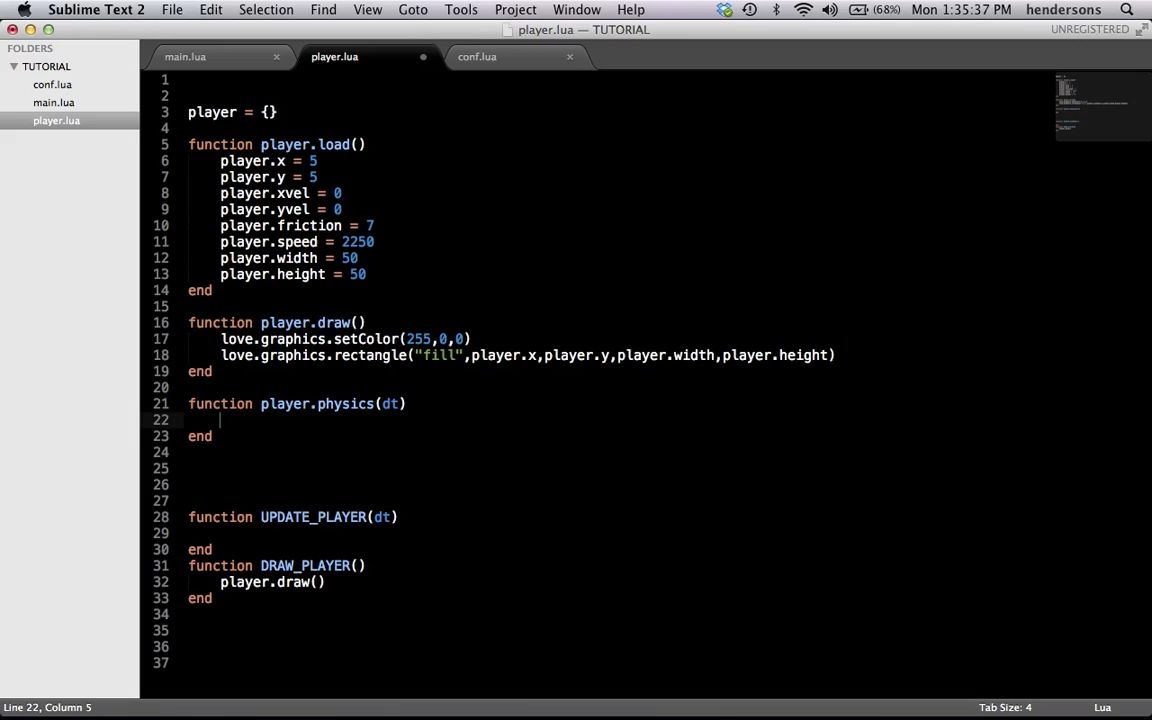 Sublime Text 2 File Edit Selection Find View Goto Tools Project Window Help (68%) Mon 1:35:37 PM hendersons
player.lua — TUTORIAL UNREGISTERED
FOLDERS
TUTORIAL
conf.lua
main.lua
player.lua
main.lua × player.lua conf.lua ×
1
2
3 player = {}
4
5 function player.load()
6 player.x = 5
7 player.y = 5
8 player.xvel = 0
9 player.yvel = 0
10 player.friction = 7
11 player.speed = 2250
12 player.width = 50
13 player.height = 50
14 end
15
16 function player.draw()
17 love.graphics.setColor(255,0,0)
18 love.graphics.rectangle("fill",player.x,player.y,player.width,player.height)
19 end
20
21 function player.physics(dt)
22
23 end
24
25
26
27
28 function UPDATE_PLAYER(dt)
29
30 end
31 function DRAW_PLAYER()
32 player.draw()
33 end
34
35
36
37
Line 22, Column 5 Tab Size: 4 Lua